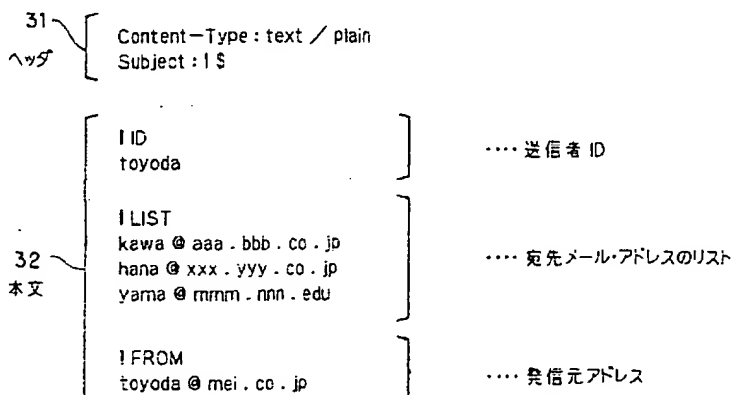 31
ヘッダ
Content-Type : text / plain
Subject : ! $
! ID
toyoda
‥‥ 送信者 ID
! LIST
kawa @ aaa . bbb . co . jp
hana @ xxx . yyy . co . jp
yama @ mmm . nnn . edu
‥‥ 宛先メール・アドレスのリスト
32
本文
! FROM
toyoda @ mei . co . jp
‥‥ 発信元アドレス